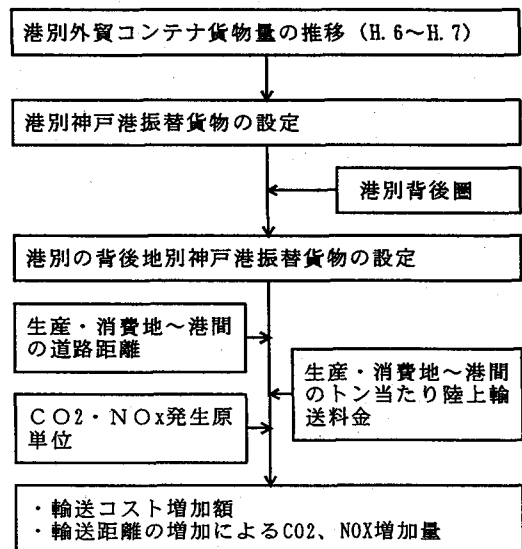 港別外貿コンテナ貨物量の推移（H.6～H.7）
港別神戸港振替貨物の設定
港別背後圏
港別の背後地別神戸港振替貨物の設定
生産・消費地～港間
の道路距離
生産・消費地～港間
のトン当たり陸上輸
送料金
ＣＯ2・ＮＯx発生原
単位
・輸送コスト増加額
・輸送距離の増加によるCO2、NOX増加量